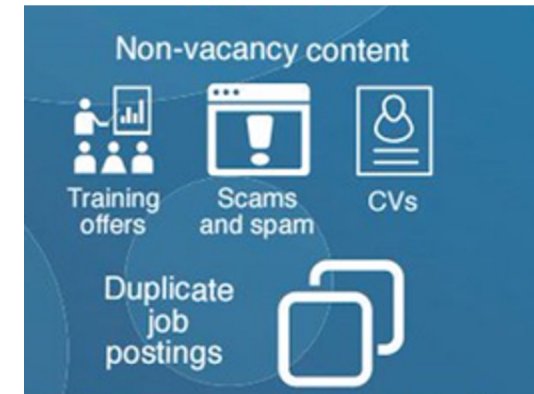 Non-vacancy content
Training
offers
Scams
and spam
CVs
Duplicate
job
postings